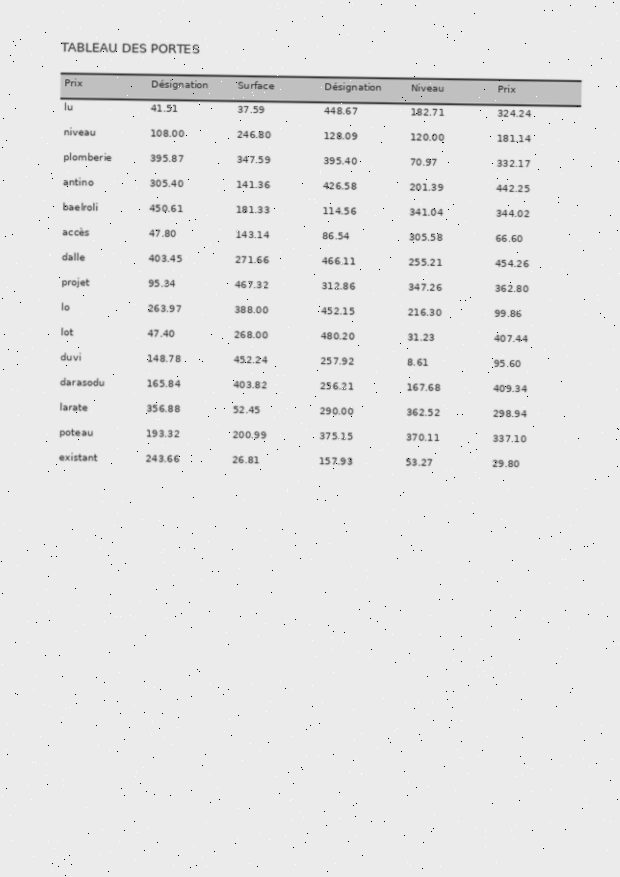 TABLEAU DES PORTES
Prix Désignation Surface Désignation Niveau Prix
lu 41.51 37.59 448.67 182.71 324.24
niveau 108.00 246.80 128.09 120.00 181.14
plomberie 395.87 347.59 395.40 70.97 332.17
antino 305.40 141.36 426.58 201.39 442.25
baelroli 450.61 181.33 114.56 341.04 344.02
accès 47.80 143.14 86.54 305.58 66.60
dalle 403.45 271.66 466.11 255.21 454.26
projet 95.34 467.32 312.86 347.26 362.80
lo 263.97 388.00 452.15 216.30 99.86
lot 47.40 268.00 480.20 31.23 407.44
duvi 148.78 452.24 257.92 8.61 95.60
darasodu 165.84 403.82 256.21 167.68 409.34
larate 356.88 52.45 290.00 362.52 298.94
poteau 193.32 200.99 375.15 370.11 337.10
existant 243.66 26.81 157.93 53.27 29.80